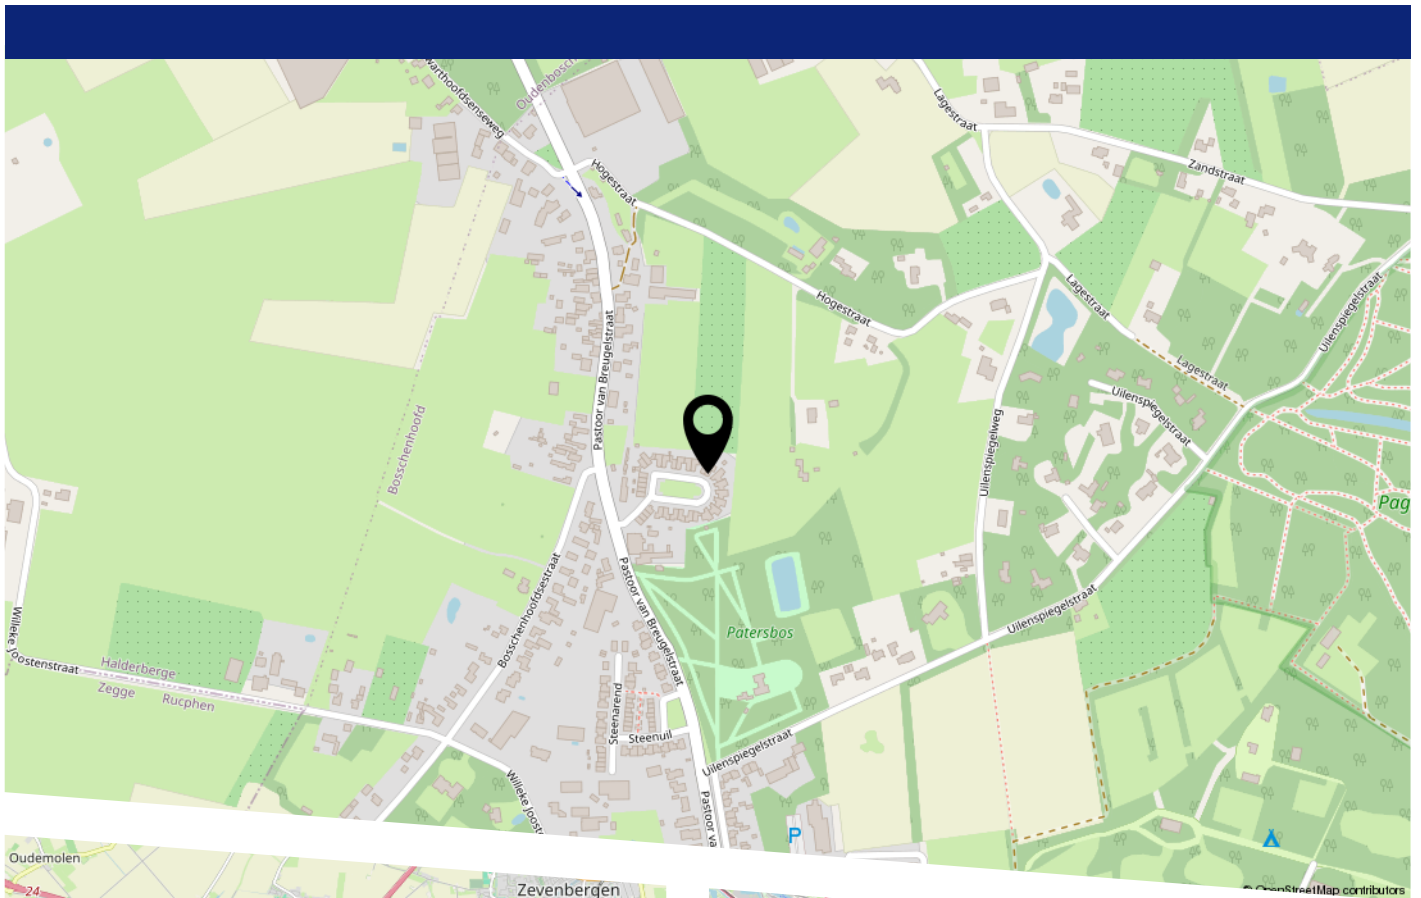 Oudenbosch
warthoofdsenseweg
Hogestraat
Lagestraat
Zandstraat
Hogestraat
Lagestraat
Uilenspiegelstraat
Pastoor van Breugelstraat
Lagestraat
Uilenspiegelstraat
Bosschenhoofd
Uilenspiegelweg
Pag
Bosschenhoofdsestraat
Pastoor van Breugelstraat
Willeke Joostenstraat
Patersbos
Uilenspiegelstraat
Halderberge
Zegge
Rucphen
Steenarend
Steenuil
Uilenspiegelstraat
Willeke Joost
Pastoor va
P
Oudemolen
24
Zevenbergen
© OpenStreetMap contributors